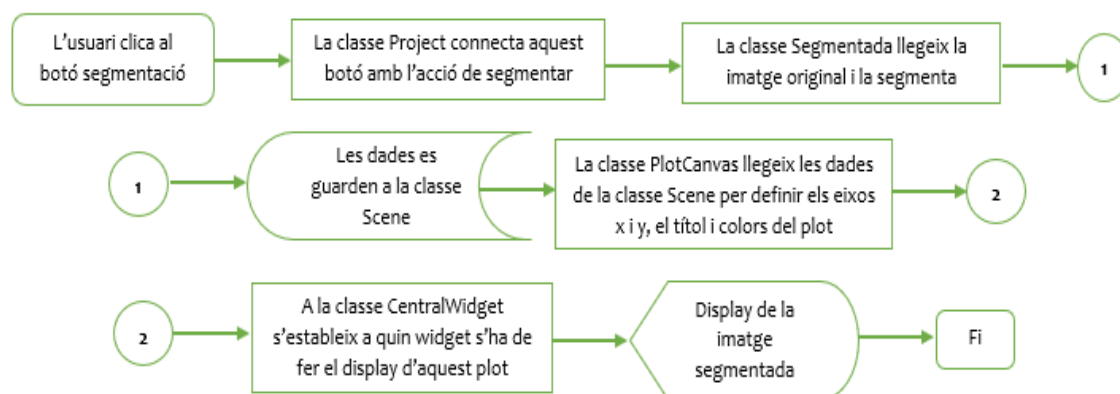 L'usuari clica al
botó segmentació
La classe Project connecta aquest
botó amb l'acció de segmentar
La classe Segmentada llegeix la
imatge original i la segmenta
1
1
Les dades es
guarden a la classe
Scene
La classe PlotCanvas llegeix les dades
de la classe Scene per definir els eixos
x i y, el títol i colors del plot
2
2
A la classe CentralWidget
s'estableix a quin widget s'ha de
fer el display d'aquest plot
Display de la
imatge
segmentada
Fi